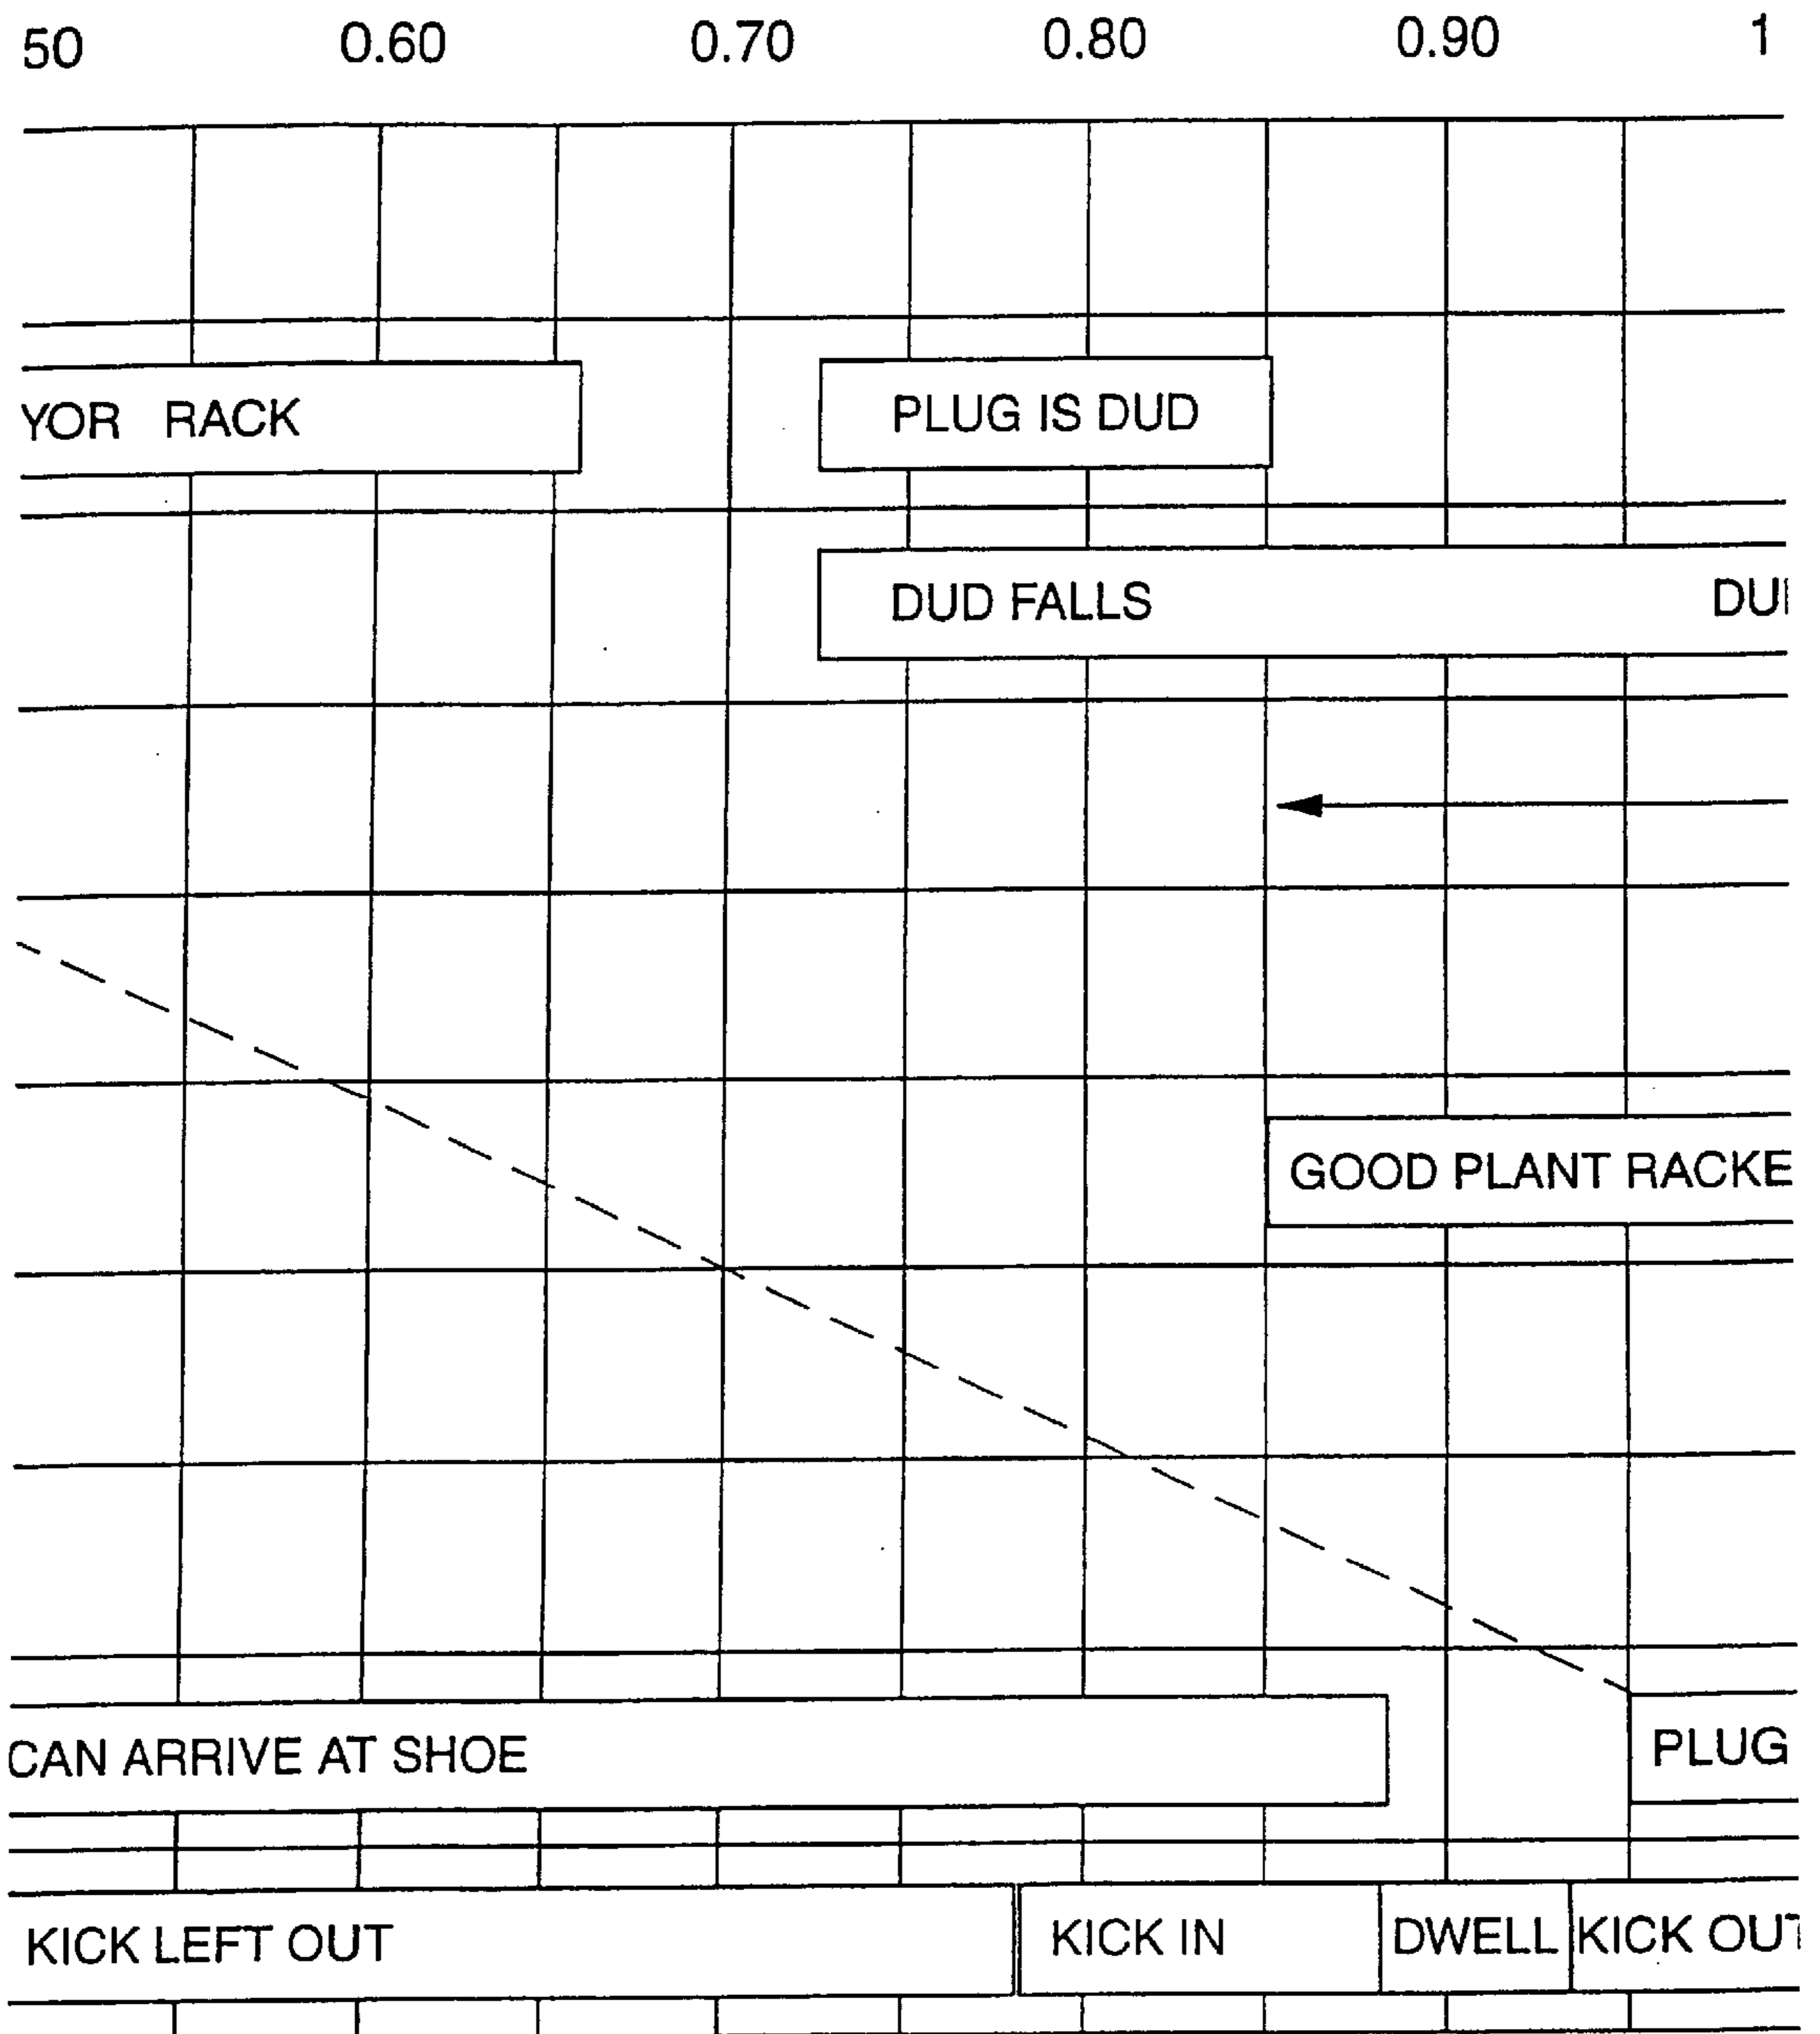 50 0.60 0.70 0.80 0.90 1
YOR RACK PLUG IS DUD
DUD FALLS DU
GOOD PLANT RACKE
CAN ARRIVE AT SHOE PLUG
KICK LEFT OUT KICK IN DWELL KICK OUT